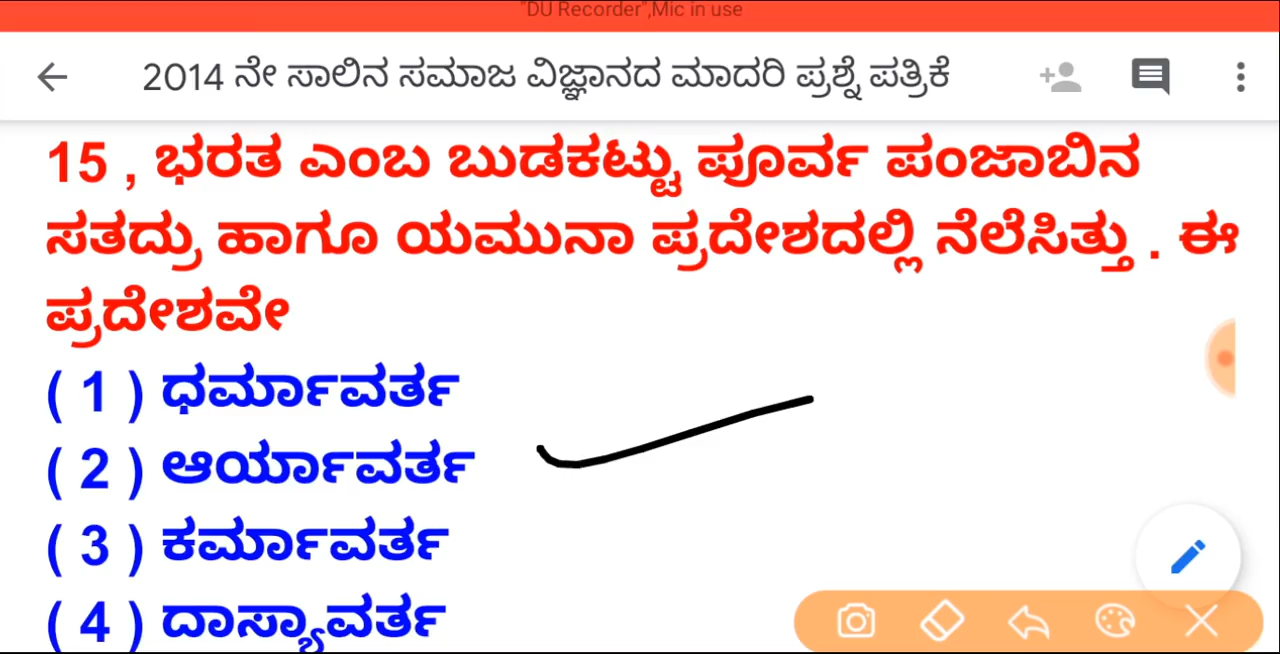 "DU Recorder",Mic in use
2014 ನೇ ಸಾಲಿನ ಸಮಾಜ ವಿಜ್ಞಾನದ ಮಾದರಿ ಪ್ರಶ್ನೆ ಪತ್ರಿಕೆ
15 , ಭರತ ಎಂಬ ಬುಡಕಟ್ಟು ಪೂರ್ವ ಪಂಜಾಬಿನ
ಸತದ್ರು ಹಾಗೂ ಯಮುನಾ ಪ್ರದೇಶದಲ್ಲಿ ನೆಲೆಸಿತ್ತು . ಈ
ಪ್ರದೇಶವೇ
( 1 ) ಧರ್ಮಾವರ್ತ
( 2 ) ಆರ್ಯಾವರ್ತ
( 3 ) ಕರ್ಮಾವರ್ತ
( 4 ) ದಾಸ್ಯಾವರ್ತ